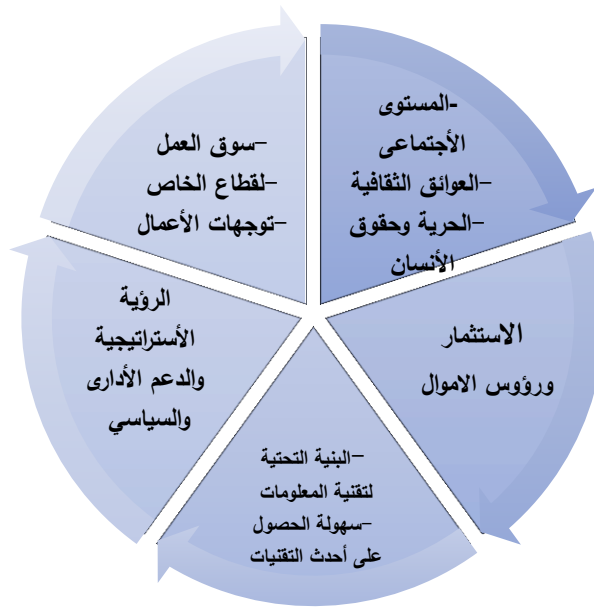 -المستوى
الأجتماعى
–العوائق الثقافية
–الحرية وحقوق
الأنسان
الاستثمار
ورؤوس الاموال
–البنية التحتية
لتقنية المعلومات
–سهولة الحصول
على أحدث التقنيات
الرؤية
الأستراتيجية
والدعم الأدارى
والسياسي
–سوق العمل
–لقطاع الخاص
–توجهات الأعمال